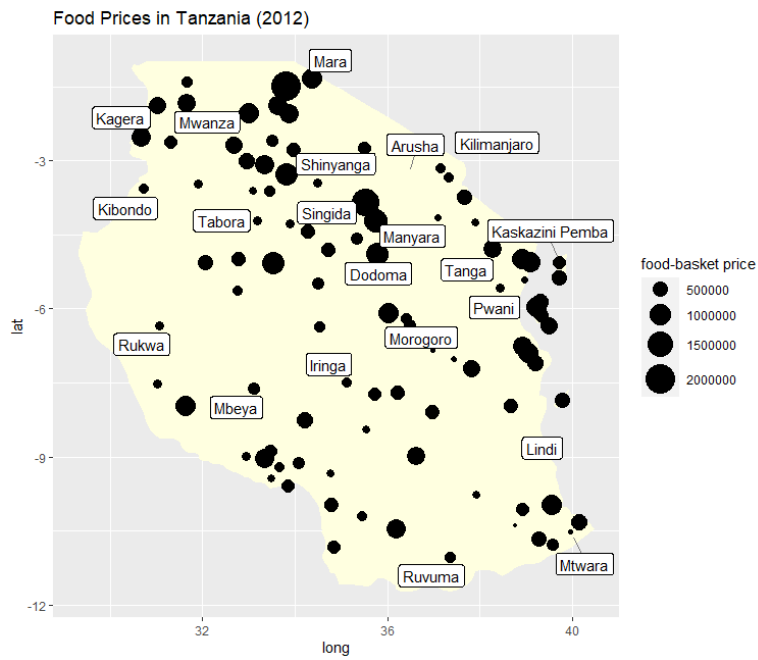 Food Prices in Tanzania (2012)
Mara
Kagera
Mwanza
Arusha
Kilimanjaro
Shinyanga
Kibondo
Tabora
Singida
Kaskazini Pemba
Manyara
Dodoma
Tanga
Pwani
Rukwa
Morogoro
Iringa
Mbeya
Lindi
Ruvuma
Mtwara
-3
-6
-9
-12
lat
32
36
40
long
food-basket price
500000
1000000
1500000
2000000